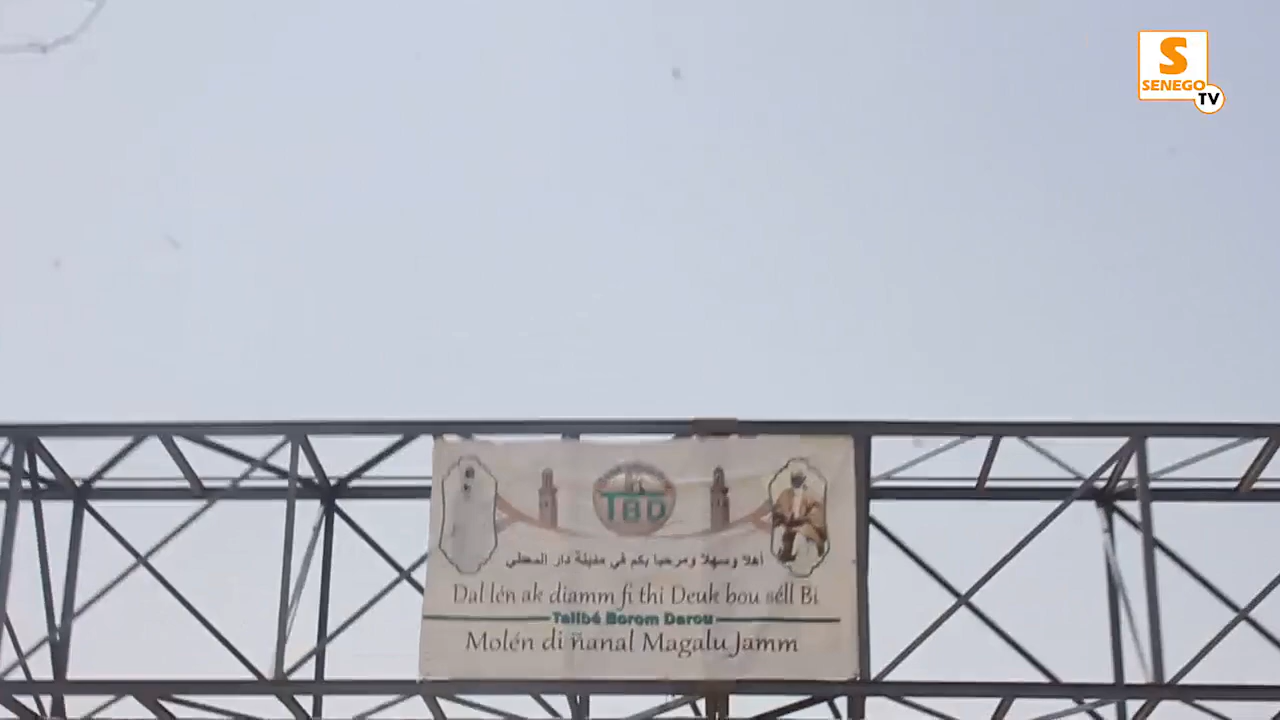 S
SENEGO
TV
TBD
أهلا وسهلا ومرحبا بكم في مدينة دار المعطي
Dal lén ak diamm fi thi Deuk bou séll Bi
Talibé Borom Darou
Molén di ñanal Magalu Jamm